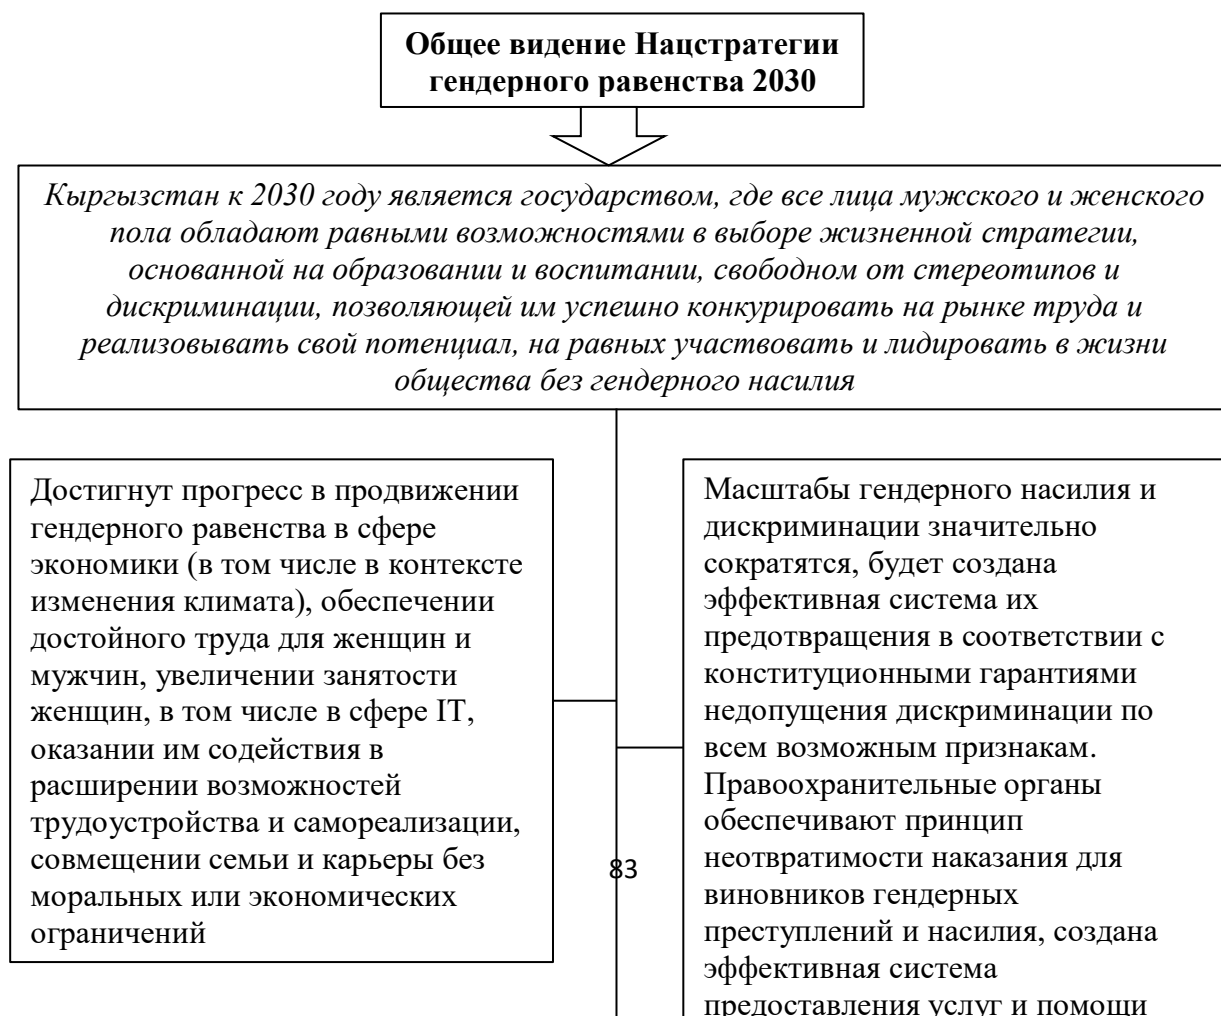 Общее видение Нацстратегии
гендерного равенства 2030
Кыргызстан к 2030 году является государством, где все лица мужского и женского
пола обладают равными возможностями в выборе жизненной стратегии,
основанной на образовании и воспитании, свободном от стереотипов и
дискриминации, позволяющей им успешно конкурировать на рынке труда и
реализовывать свой потенциал, на равных участвовать и лидировать в жизни
общества без гендерного насилия
Достигнут прогресс в продвижении
гендерного равенства в сфере
экономики (в том числе в контексте
изменения климата), обеспечении
достойного труда для женщин и
мужчин, увеличении занятости
женщин, в том числе в сфере IT,
оказании им содействия в
расширении возможностей
трудоустройства и самореализации,
совмещении семьи и карьеры без
моральных или экономических
ограничений
Масштабы гендерного насилия и
дискриминации значительно
сократятся, будет создана
эффективная система их
предотвращения в соответствии с
конституционными гарантиями
недопущения дискриминации по
всем возможным признакам.
Правоохранительные органы
обеспечивают принцип
неотвратимости наказания для
виновников гендерных
преступлений и насилия, создана
эффективная система
предоставления услуг и помощи
83